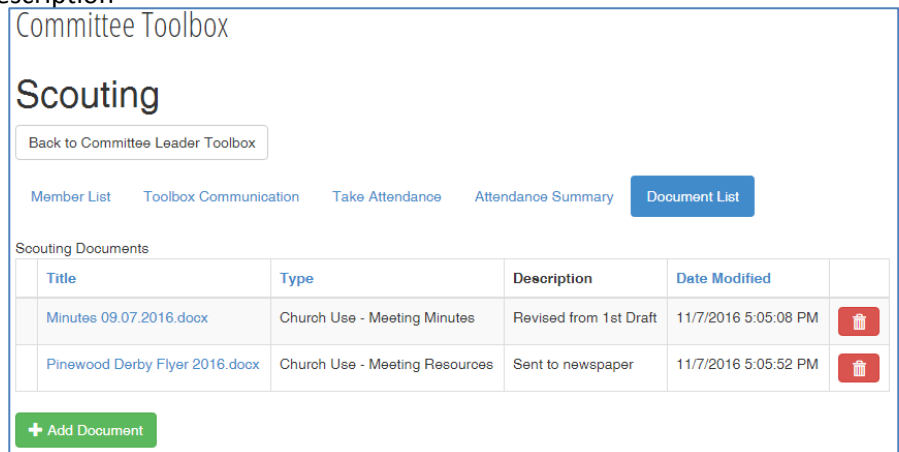 escription
Committee Toolbox
Scouting
Back to Committee Leader Toolbox
Member List Toolbox Communication Take Attendance Attendance Summary Document List
Scouting Documents
Title Type Description Date Modified
Minutes 09.07.2016.docx Church Use - Meeting Minutes Revised from 1st Draft 11/7/2016 5:05:08 PM
Pinewood Derby Flyer 2016.docx Church Use - Meeting Resources Sent to newspaper 11/7/2016 5:05:52 PM
+ Add Document